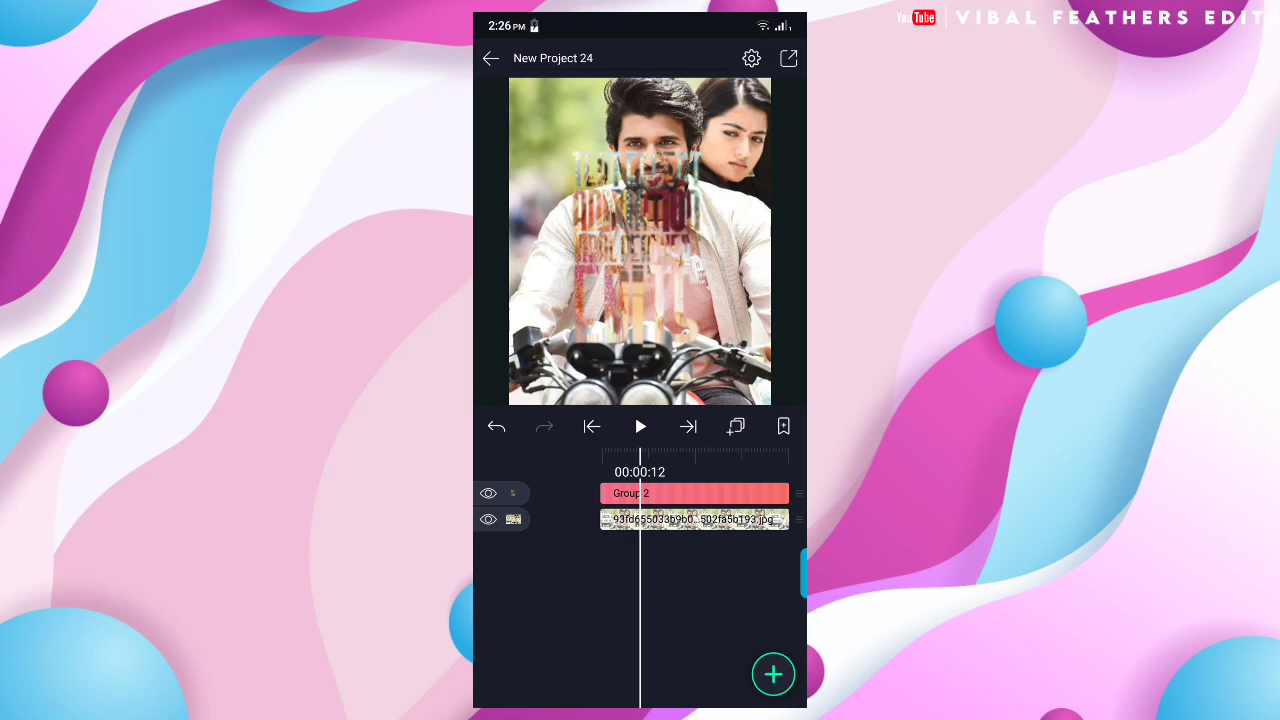 YouTube | VIBAL FEATHERS EDIT
2:26 PM
New Project 24
00:00:12
Group 2
93fd655033b9b0...502fa5b193.jpg